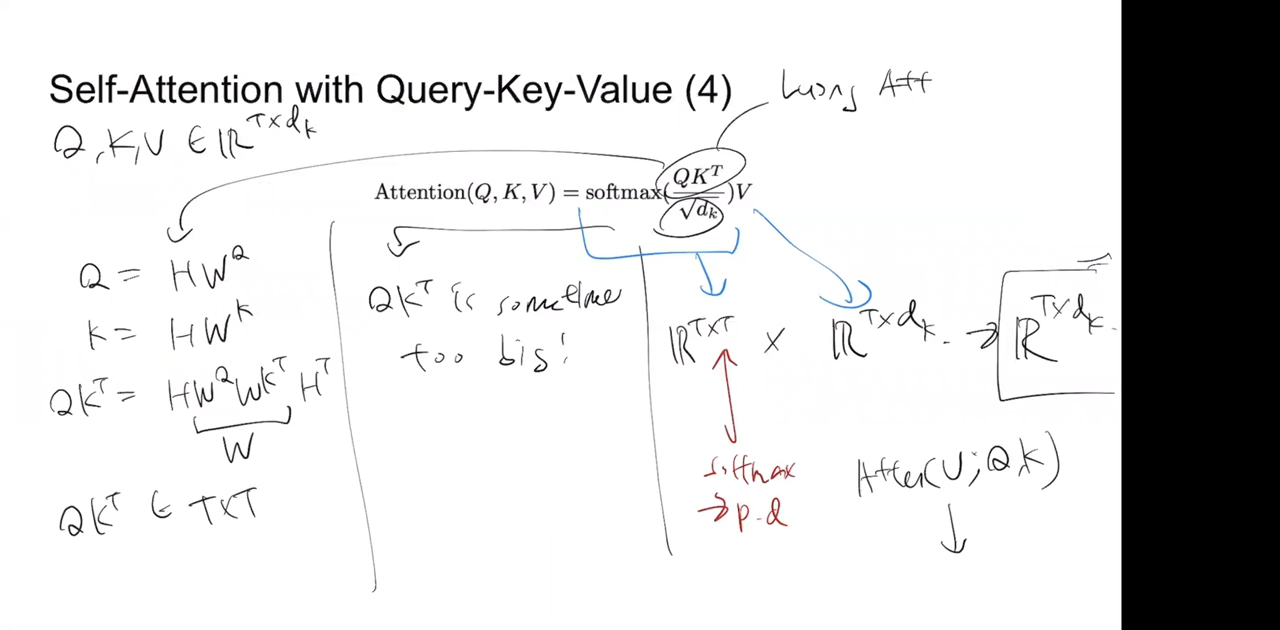 Self-Attention with Query-Key-Value (4)
Luong Att
Q, K, V ∈ ℝ^{T×d_k}
Attention(Q, K, V) = softmax(QK^T/√d_k)V
Q = HW^Q
K = HW^K
QK^T = HW^QW^{K^T}H^T
W
QK^T ∈ T×T
QK^T is sometime
too big!
ℝ^{T×T} × ℝ^{T×d_k}. → ℝ^{T×d_k}.
softmax
→ p.d
Atten(V; Q, K)